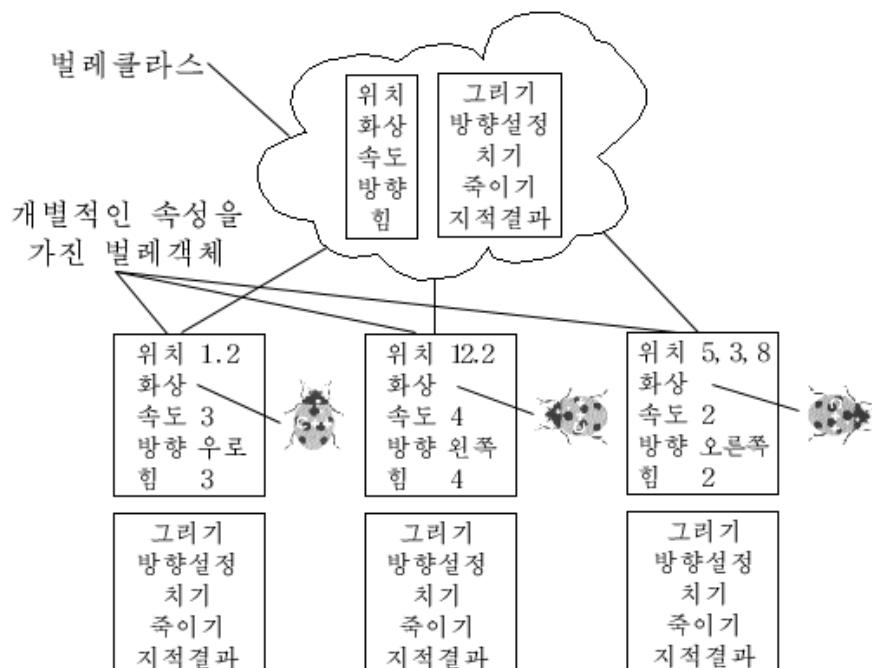 벌레클라스
위치
화상
속도
방향
힘
그리기
방향설정
치기
죽이기
지적결과
개별적인 속성을
가진 벌레객체
위치 1.2
화상
속도 3
방향 우로
힘 3
위치 12.2
화상
속도 4
방향 왼쪽
힘 4
위치 5, 3, 8
화상
속도 2
방향 오른쪽
힘 2
그리기
방향설정
치기
죽이기
지적결과
그리기
방향설정
치기
죽이기
지적결과
그리기
방향설정
치기
죽이기
지적결과